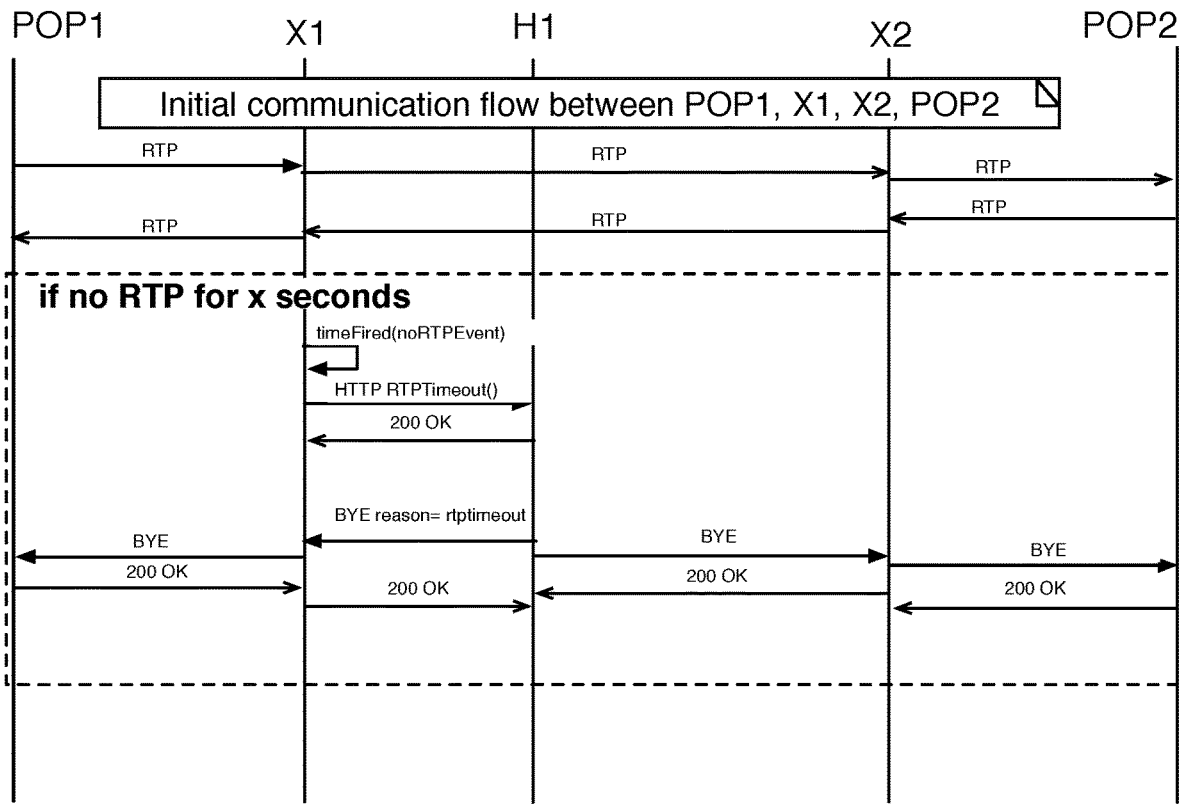 POP1
X1
H1
X2
POP2
Initial communication flow between POP1, X1, X2, POP2
RTP
RTP
RTP
RTP
RTP
RTP
if no RTP for x seconds
timeFired(noRTPEvent)
HTTP RTPTimeout()
200 OK
BYE reason= rtptimeout
BYE
BYE
BYE
200 OK
200 OK
200 OK
200 OK